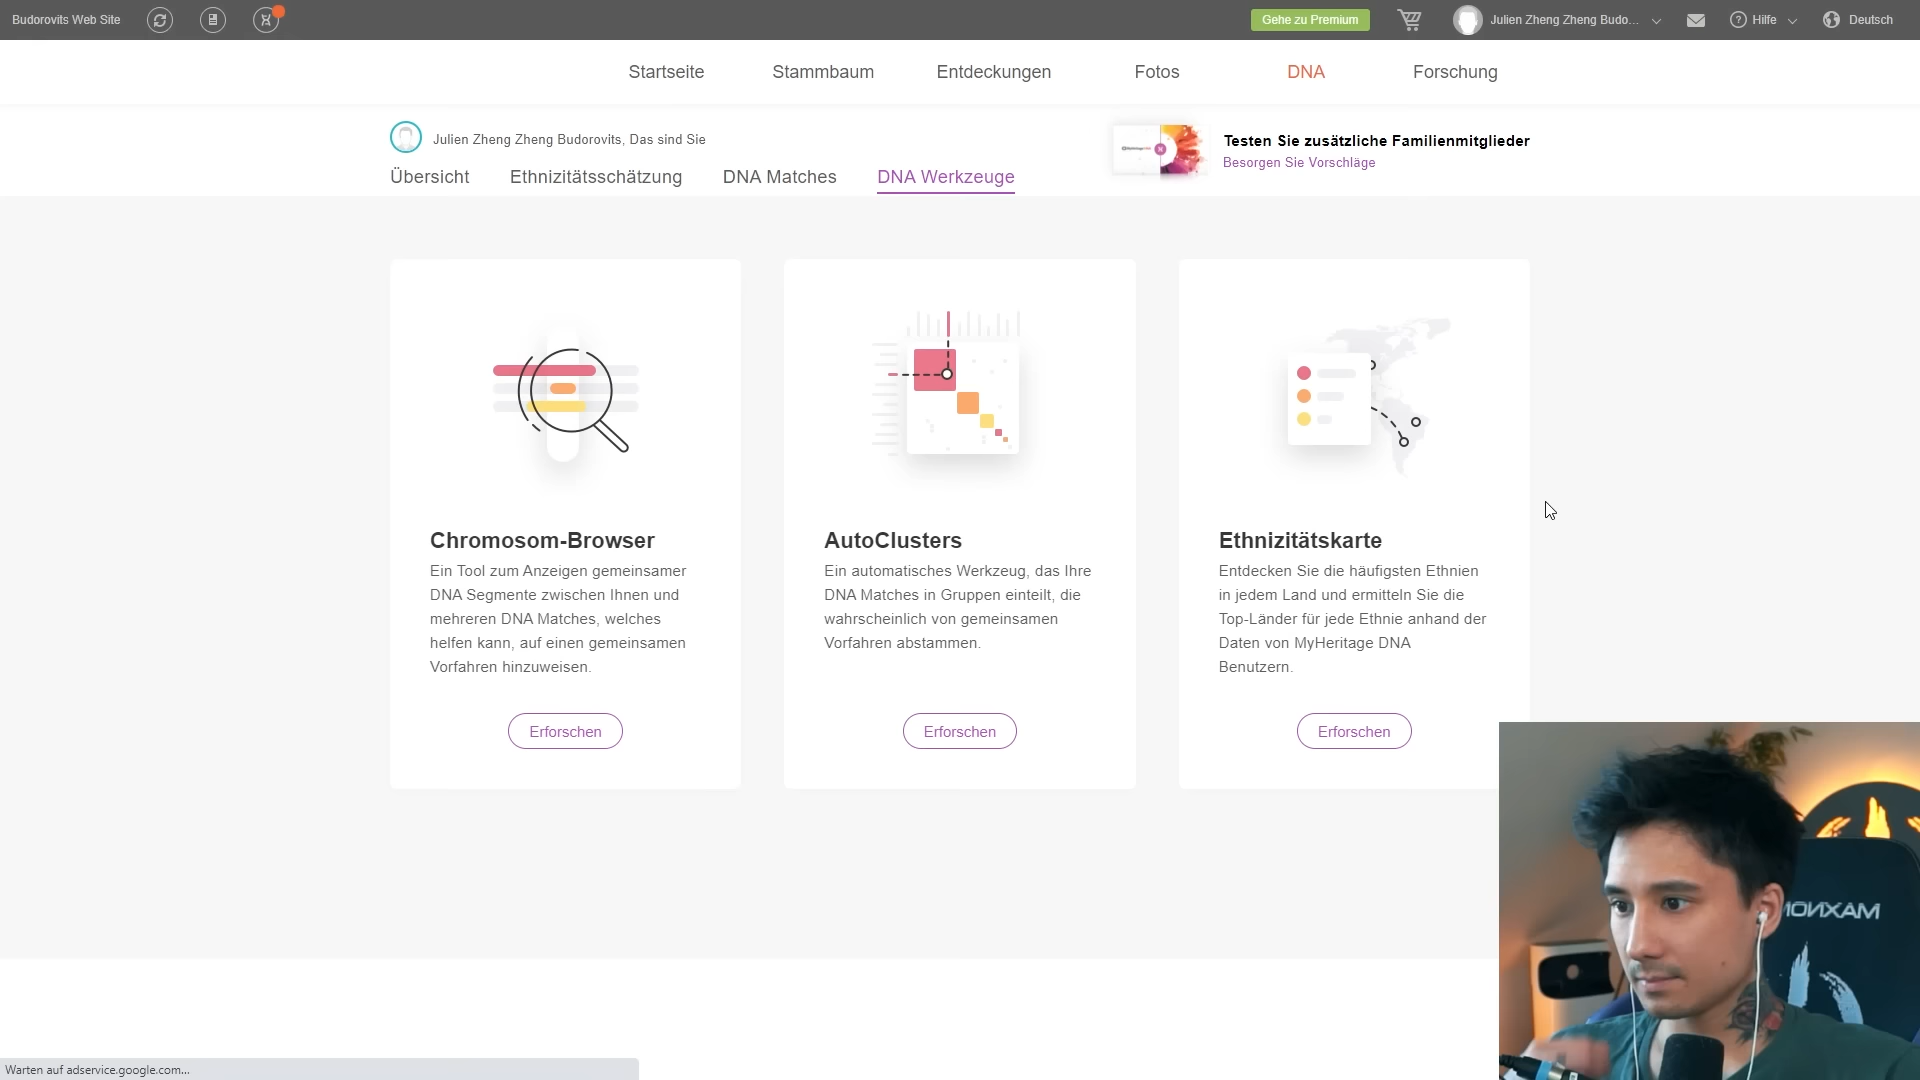 Budorovits Web Site
Gehe zu Premium
Julien Zheng Zheng Budo...
Hilfe
Deutsch
Startseite
Stammbaum
Entdeckungen
Fotos
DNA
Forschung
Julien Zheng Zheng Budorovits, Das sind Sie
Testen Sie zusätzliche Familienmitglieder
Besorgen Sie Vorschläge
Übersicht
Ethnizitätsschätzung
DNA Matches
DNA Werkzeuge
Chromosom-Browser
Ein Tool zum Anzeigen gemeinsamer
DNA Segmente zwischen Ihnen und
mehreren DNA Matches, welches
helfen kann, auf einen gemeinsamen
Vorfahren hinzuweisen.
Erforschen
AutoClusters
Ein automatisches Werkzeug, das Ihre
DNA Matches in Gruppen einteilt, die
wahrscheinlich von gemeinsamen
Vorfahren abstammen.
Erforschen
Ethnizitätskarte
Entdecken Sie die häufigsten Ethnien
in jedem Land und ermitteln Sie die
Top-Länder für jede Ethnie anhand der
Daten von MyHeritage DNA
Benutzern.
Erforschen
MAXNOM
Warten auf adservice.google.com...